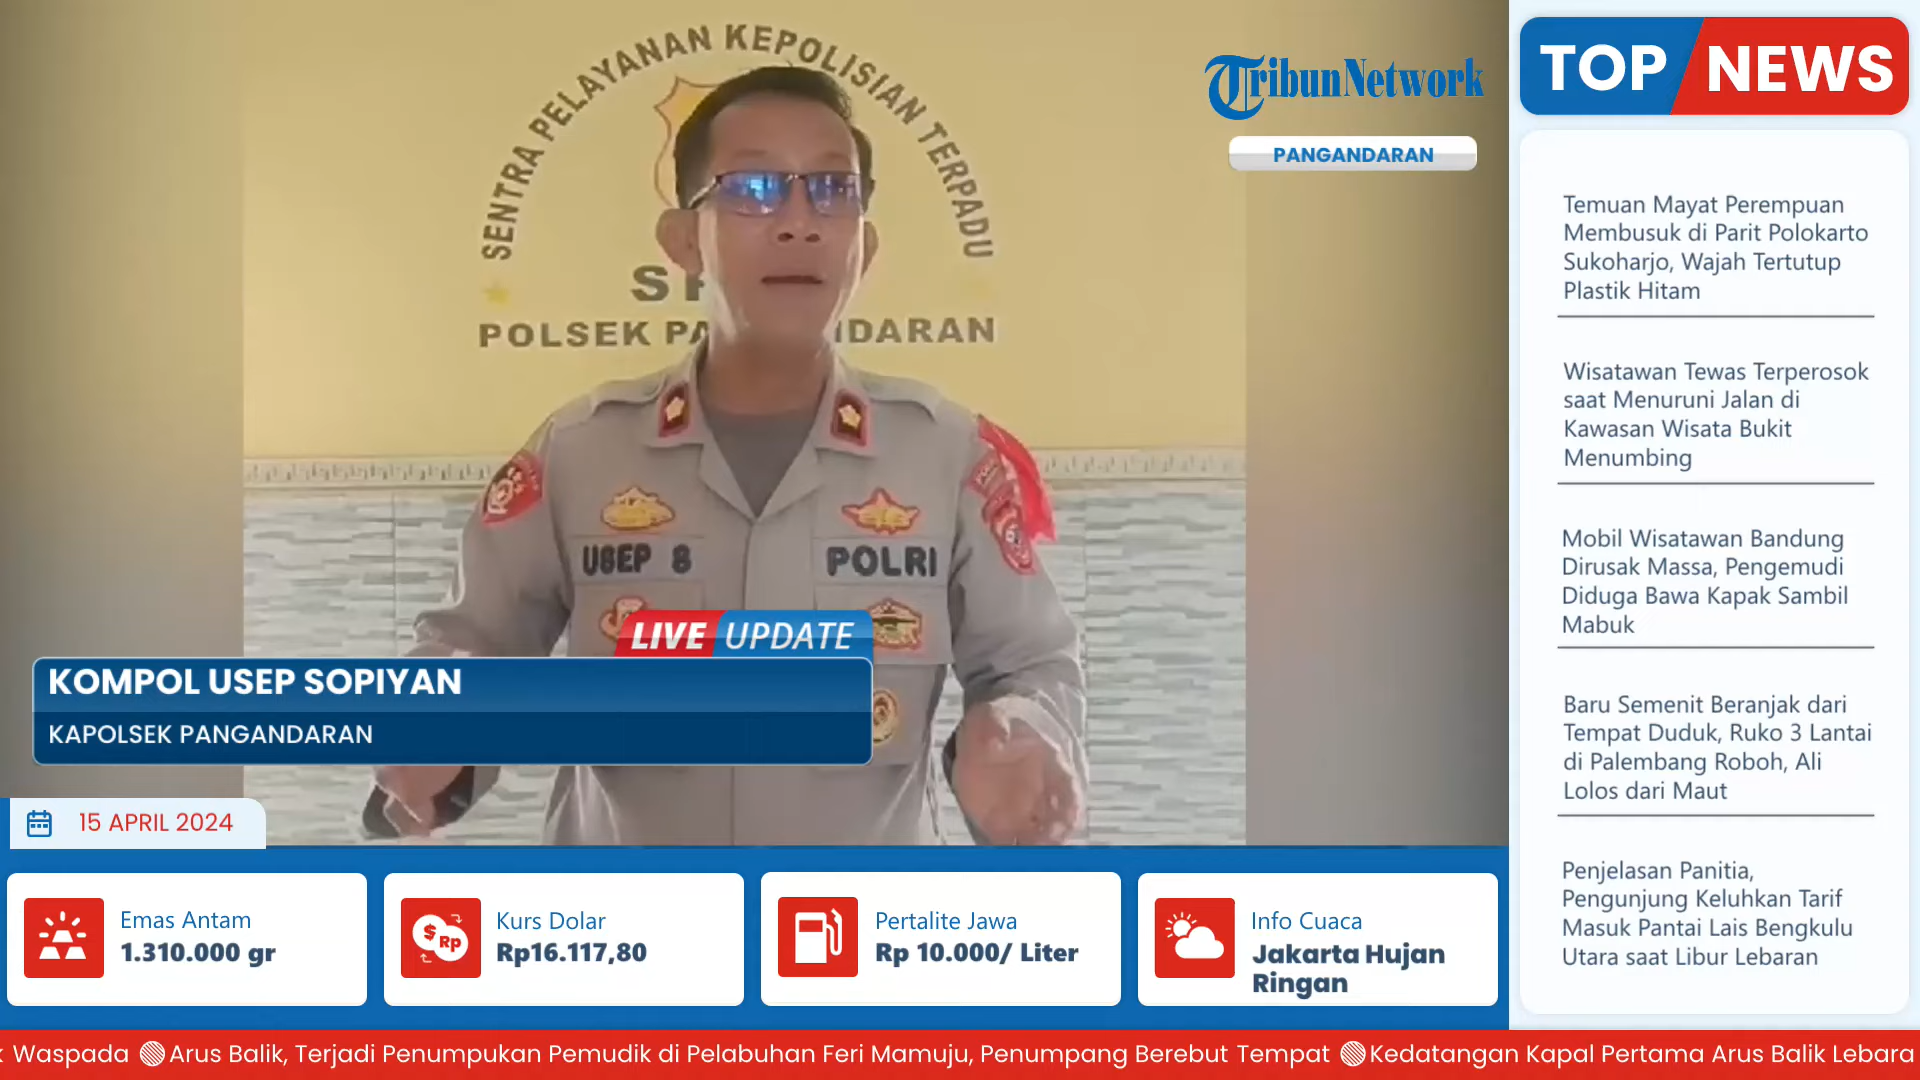 SENTRA PELAYANAN KEPOLISIAN TERPADU
POLSEK PA
DARAN
USEP S
POLRI
TribunNetwork
PANGANDARAN
LIVE UPDATE
KOMPOL USEP SOPIYAN
KAPOLSEK PANGANDARAN
15 APRIL 2024
Emas Antam
1.310.000 gr
Kurs Dolar
Rp16.117,80
Pertalite Jawa
Rp 10.000/ Liter
Info Cuaca
Jakarta Hujan
Ringan
TOP NEWS
Temuan Mayat Perempuan
Membusuk di Parit Polokarto
Sukoharjo, Wajah Tertutup
Plastik Hitam
Wisatawan Tewas Terperosok
saat Menuruni Jalan di
Kawasan Wisata Bukit
Menumbing
Mobil Wisatawan Bandung
Dirusak Massa, Pengemudi
Diduga Bawa Kapak Sambil
Mabuk
Baru Semenit Beranjak dari
Tempat Duduk, Ruko 3 Lantai
di Palembang Roboh, Ali
Lolos dari Maut
Penjelasan Panitia,
Pengunjung Keluhkan Tarif
Masuk Pantai Lais Bengkulu
Utara saat Libur Lebaran
Waspada Arus Balik, Terjadi Penumpukan Pemudik di Pelabuhan Feri Mamuju, Penumpang Berebut Tempat Kedatangan Kapal Pertama Arus Balik Lebara